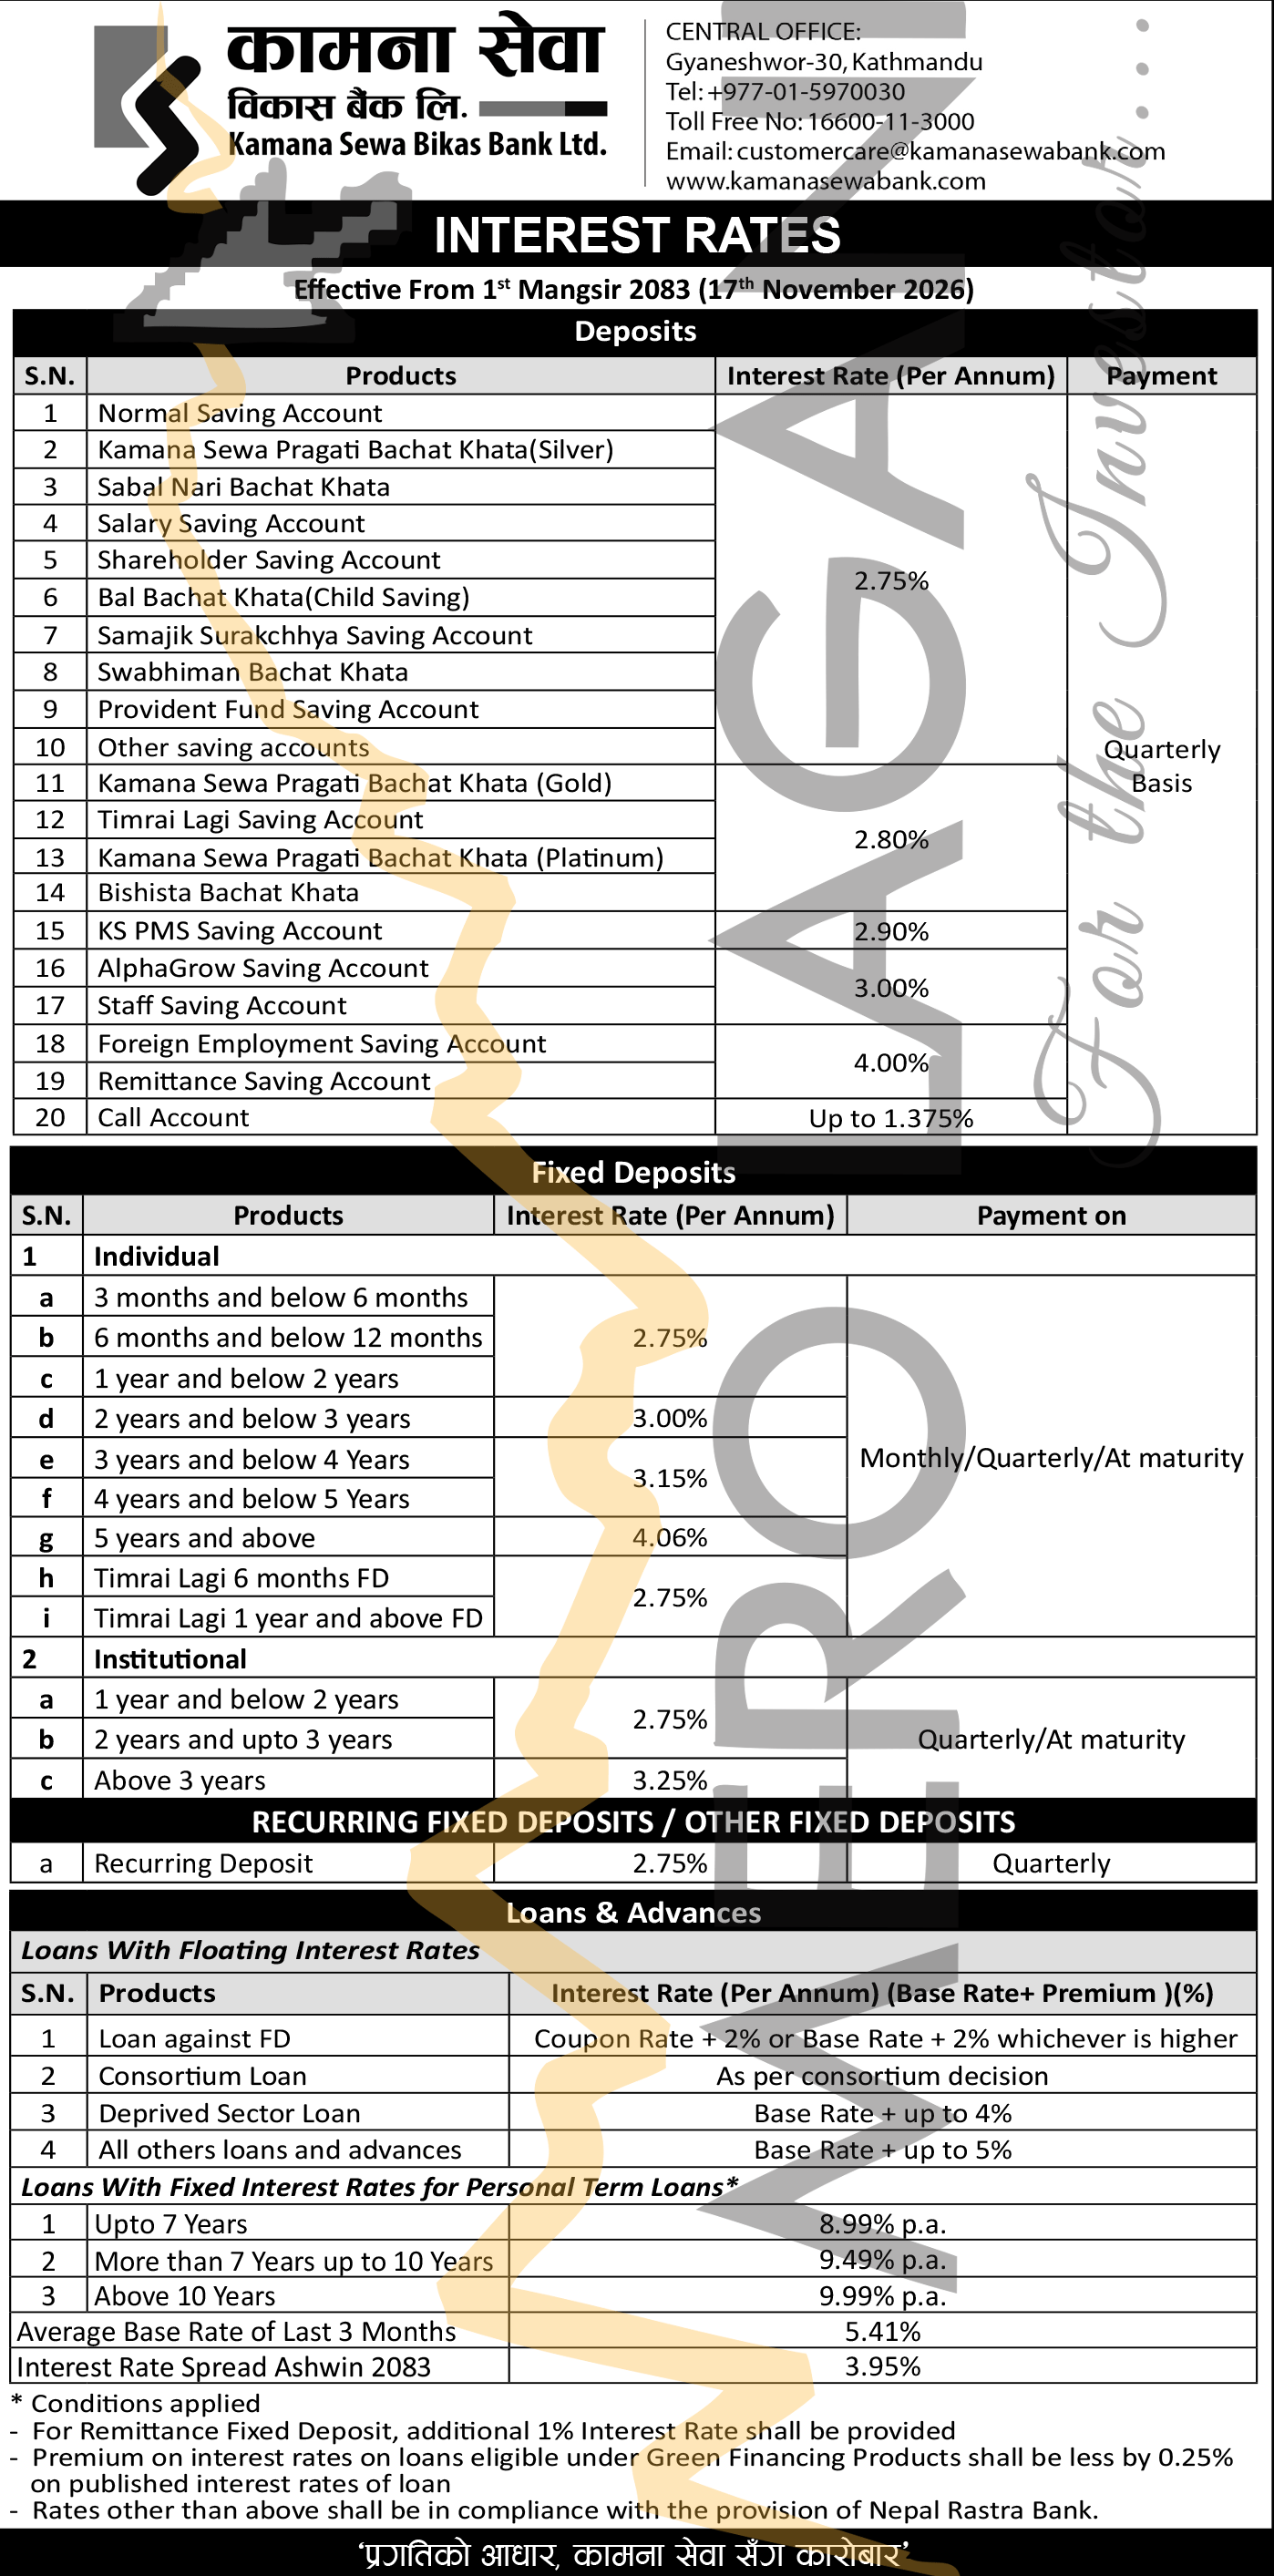 कामना सेवा
विकास बैंक लि.
Kamana Sewa Bikas Bank Ltd.
CENTRAL OFFICE:
Gyaneshwor-30, Kathmandu
Tel: +977-01-5970030
Toll Free No: 16600-11-3000
Email: customercare@kamanasewabank.com
www.kamanasewabank.com
INTEREST RATES
Effective From 1st Mangsir 2083 (17th November 2026)
Deposits
S.N. Products Interest Rate (Per Annum) Payment
1 Normal Saving Account
2 Kamana Sewa Pragati Bachat Khata(Silver)
3 Sabal Nari Bachat Khata
4 Salary Saving Account
5 Shareholder Saving Account
2.75%
6 Bal Bachat Khata(Child Saving)
7 Samajik Surakchhya Saving Account
8 Swabhiman Bachat Khata
9 Provident Fund Saving Account
10 Other saving accounts
Quarterly
Basis
11 Kamana Sewa Pragati Bachat Khata (Gold)
12 Timrai Lagi Saving Account
2.80%
13 Kamana Sewa Pragati Bachat Khata (Platinum)
14 Bishista Bachat Khata
15 KS PMS Saving Account 2.90%
16 AlphaGrow Saving Account
3.00%
17 Staff Saving Account
18 Foreign Employment Saving Account
4.00%
19 Remittance Saving Account
20 Call Account Up to 1.375%
Fixed Deposits
S.N. Products Interest Rate (Per Annum) Payment on
1 Individual
a 3 months and below 6 months
b 6 months and below 12 months 2.75%
c 1 year and below 2 years
d 2 years and below 3 years 3.00%
e 3 years and below 4 Years
Monthly/Quarterly/At maturity
3.15%
f 4 years and below 5 Years
g 5 years and above 4.06%
h Timrai Lagi 6 months FD
2.75%
i Timrai Lagi 1 year and above FD
2 Institutional
a 1 year and below 2 years
2.75%
b 2 years and upto 3 years Quarterly/At maturity
c Above 3 years 3.25%
RECURRING FIXED DEPOSITS / OTHER FIXED DEPOSITS
a Recurring Deposit 2.75% Quarterly
Loans & Advances
Loans With Floating Interest Rates
S.N. Products Interest Rate (Per Annum) (Base Rate+ Premium )(%)
1 Loan against FD Coupon Rate + 2% or Base Rate + 2% whichever is higher
2 Consortium Loan As per consortium decision
3 Deprived Sector Loan Base Rate + up to 4%
4 All others loans and advances Base Rate + up to 5%
Loans With Fixed Interest Rates for Personal Term Loans*
1 Upto 7 Years 8.99% p.a.
2 More than 7 Years up to 10 Years 9.49% p.a.
3 Above 10 Years 9.99% p.a.
Average Base Rate of Last 3 Months 5.41%
Interest Rate Spread Ashwin 2083 3.95%
* Conditions applied
- For Remittance Fixed Deposit, additional 1% Interest Rate shall be provided
- Premium on interest rates on loans eligible under Green Financing Products shall be less by 0.25%
on published interest rates of loan
- Rates other than above shall be in compliance with the provision of Nepal Rastra Bank.
‘प्रगतिको आधार, कामना सेवा सँग कारोबार’
MERO LAGANI
For the Investor...